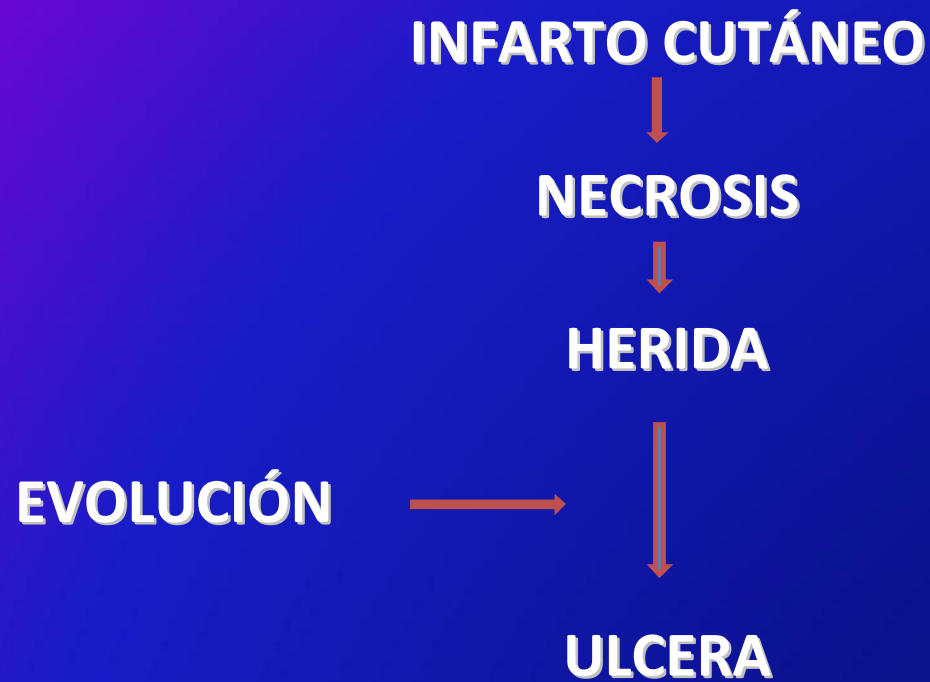 INFARTO CUTÁNEO
NECROSIS
HERIDA
EVOLUCIÓN
ULCERA